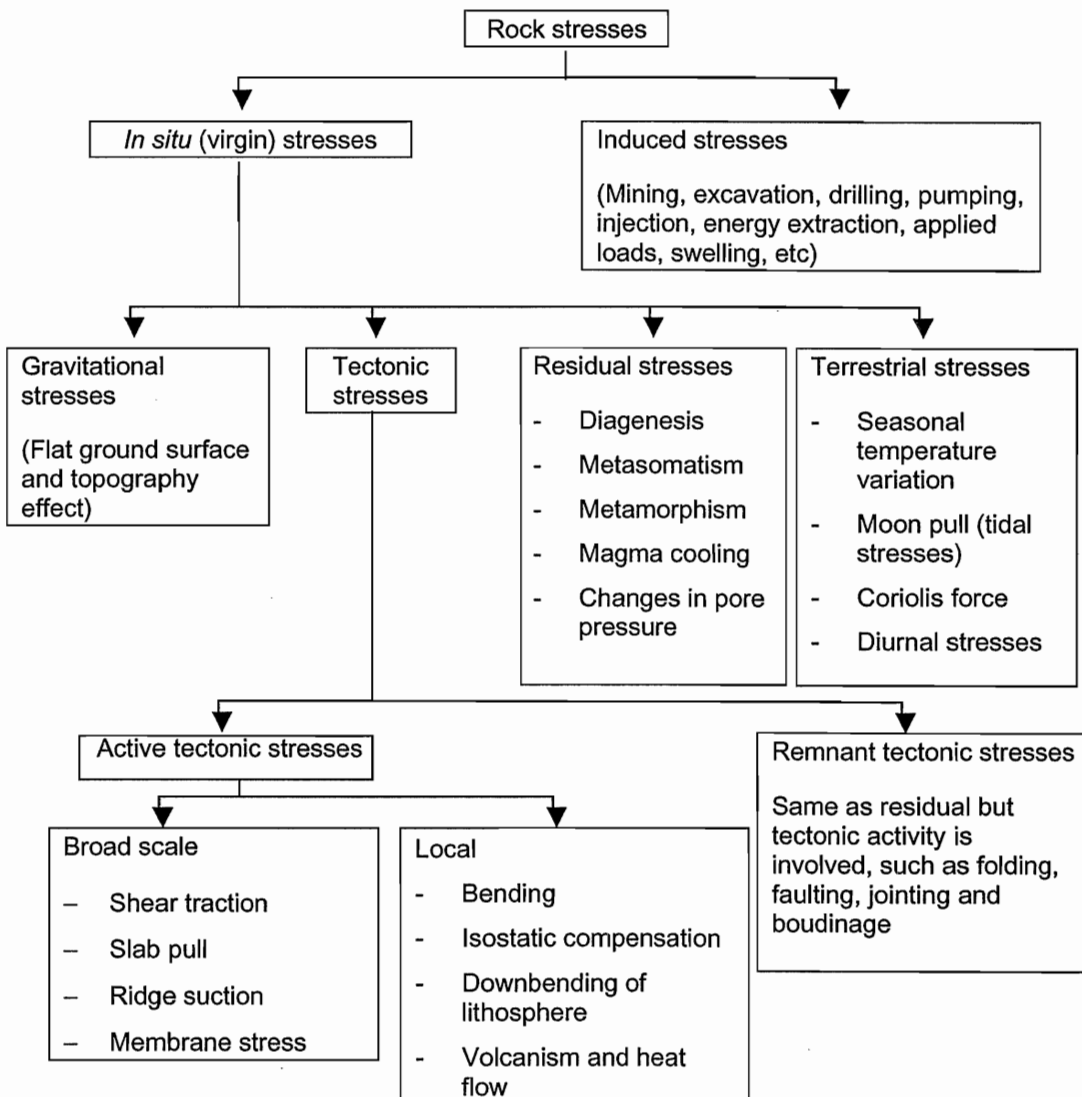 Rock stresses
In situ (virgin) stresses
Induced stresses
(Mining, excavation, drilling, pumping,
injection, energy extraction, applied
loads, swelling, etc)
Gravitational
stresses
(Flat ground surface
and topography
effect)
Tectonic
stresses
Residual stresses
- Diagenesis
- Metasomatism
- Metamorphism
- Magma cooling
- Changes in pore
pressure
Terrestrial stresses
- Seasonal
temperature
variation
- Moon pull (tidal
stresses)
- Coriolis force
- Diurnal stresses
Active tectonic stresses
Remnant tectonic stresses
Same as residual but
tectonic activity is
involved, such as folding,
faulting, jointing and
boudinage
Broad scale
– Shear traction
– Slab pull
– Ridge suction
– Membrane stress
Local
- Bending
- Isostatic compensation
- Downbending of
lithosphere
- Volcanism and heat
flow